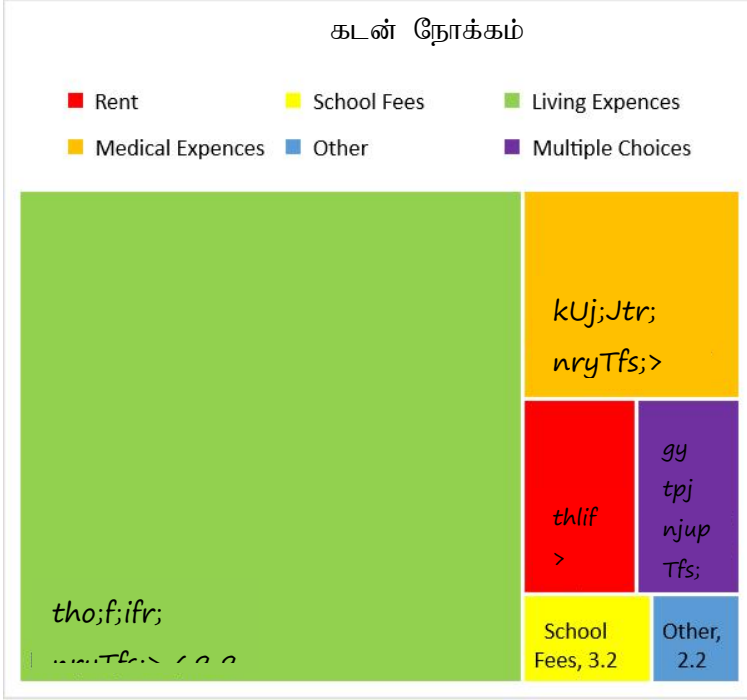 கடன் நோக்கம்
Rent
School Fees
Living Expences
Medical Expences
Other
Multiple Choices
kUj;Jtr;
nryTfs;>
gy
tpj
njup
Tfs;
thlif
>
tho;f;ifr;
School
Fees, 3.2
Other,
2.2